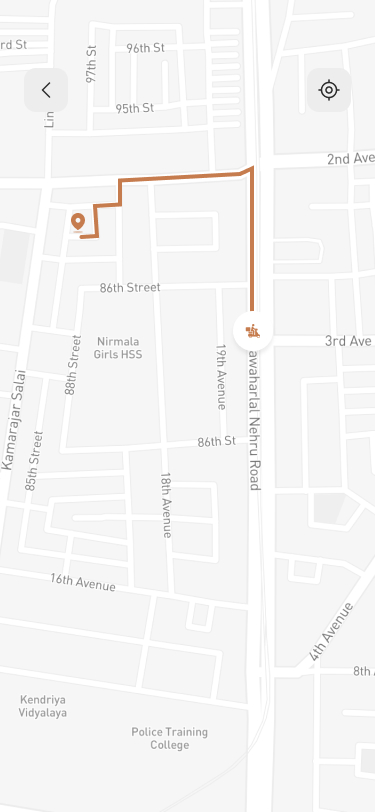 rd St
96th St
97th St
95th St
Lin
2nd Ave
86th Street
Nirmala
Girls HSS
3rd Ave
88th Street
19th Avenue
awaharlal Nehru Road
Kamarajar Salai
85th Street
86th St
18th Avenue
16th Avenue
4th Avenue
8th
Kendriya
Vidyalaya
Police Training
College